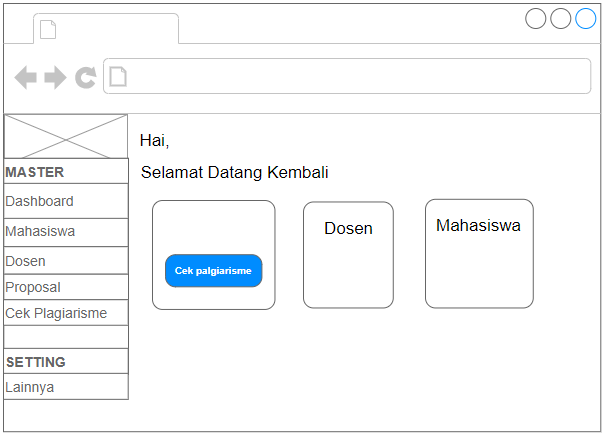 Hai,
Selamat Datang Kembali
MASTER
Dashboard
Mahasiswa
Dosen
Proposal
Cek Plagiarisme
SETTING
Lainnya
Cek palgiarisme
Dosen
Mahasiswa